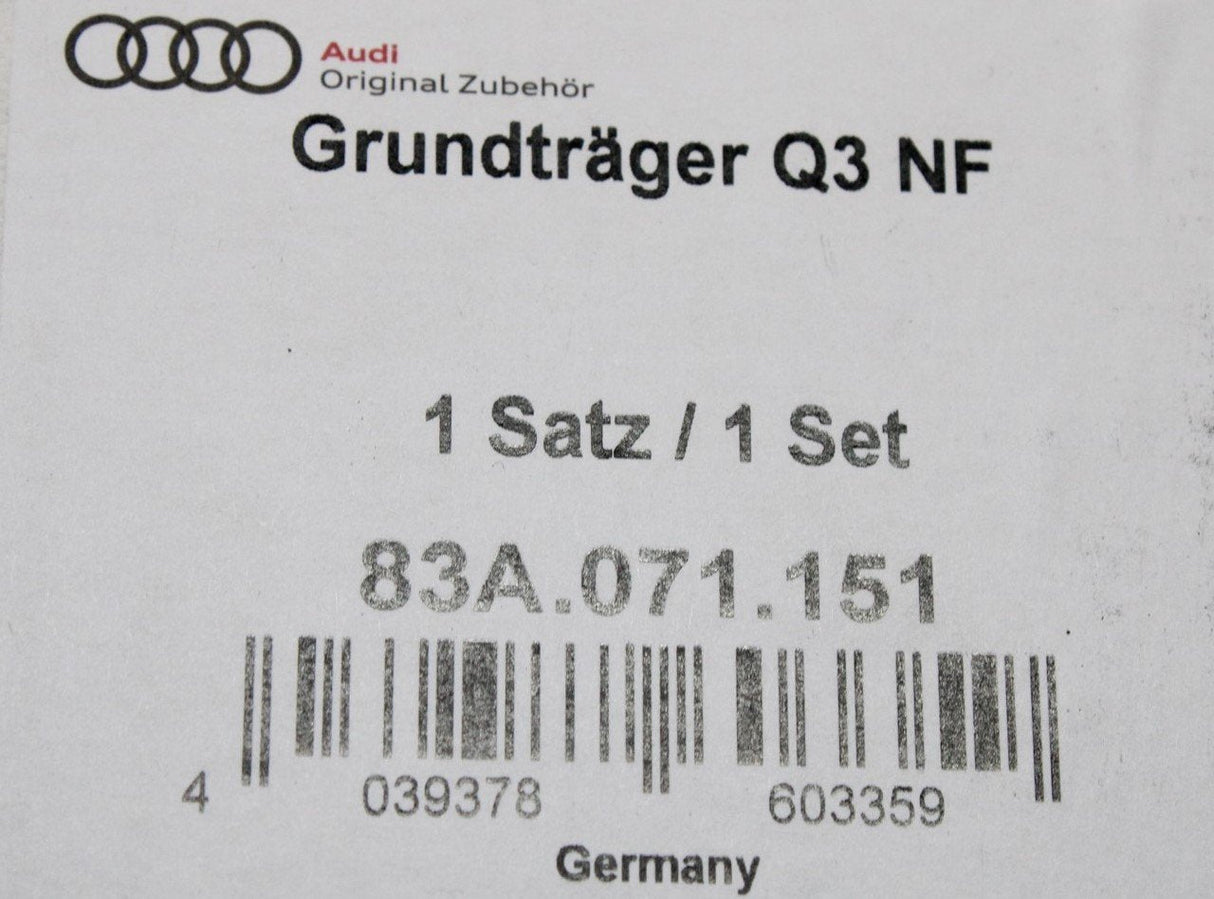 Audi
Original Zubehör
Grundträger Q3 NF
1 Satz / 1 Set
83A.071.151
4 039378 603359
Germany